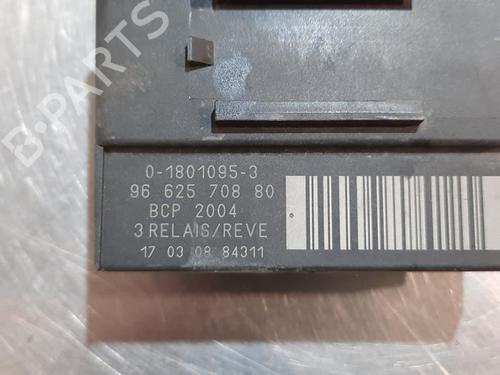 B-PARTS
0-1801095-3
96 625 708 80
BCP 2004
3 RELAIS/REVE
17 03 08 84311